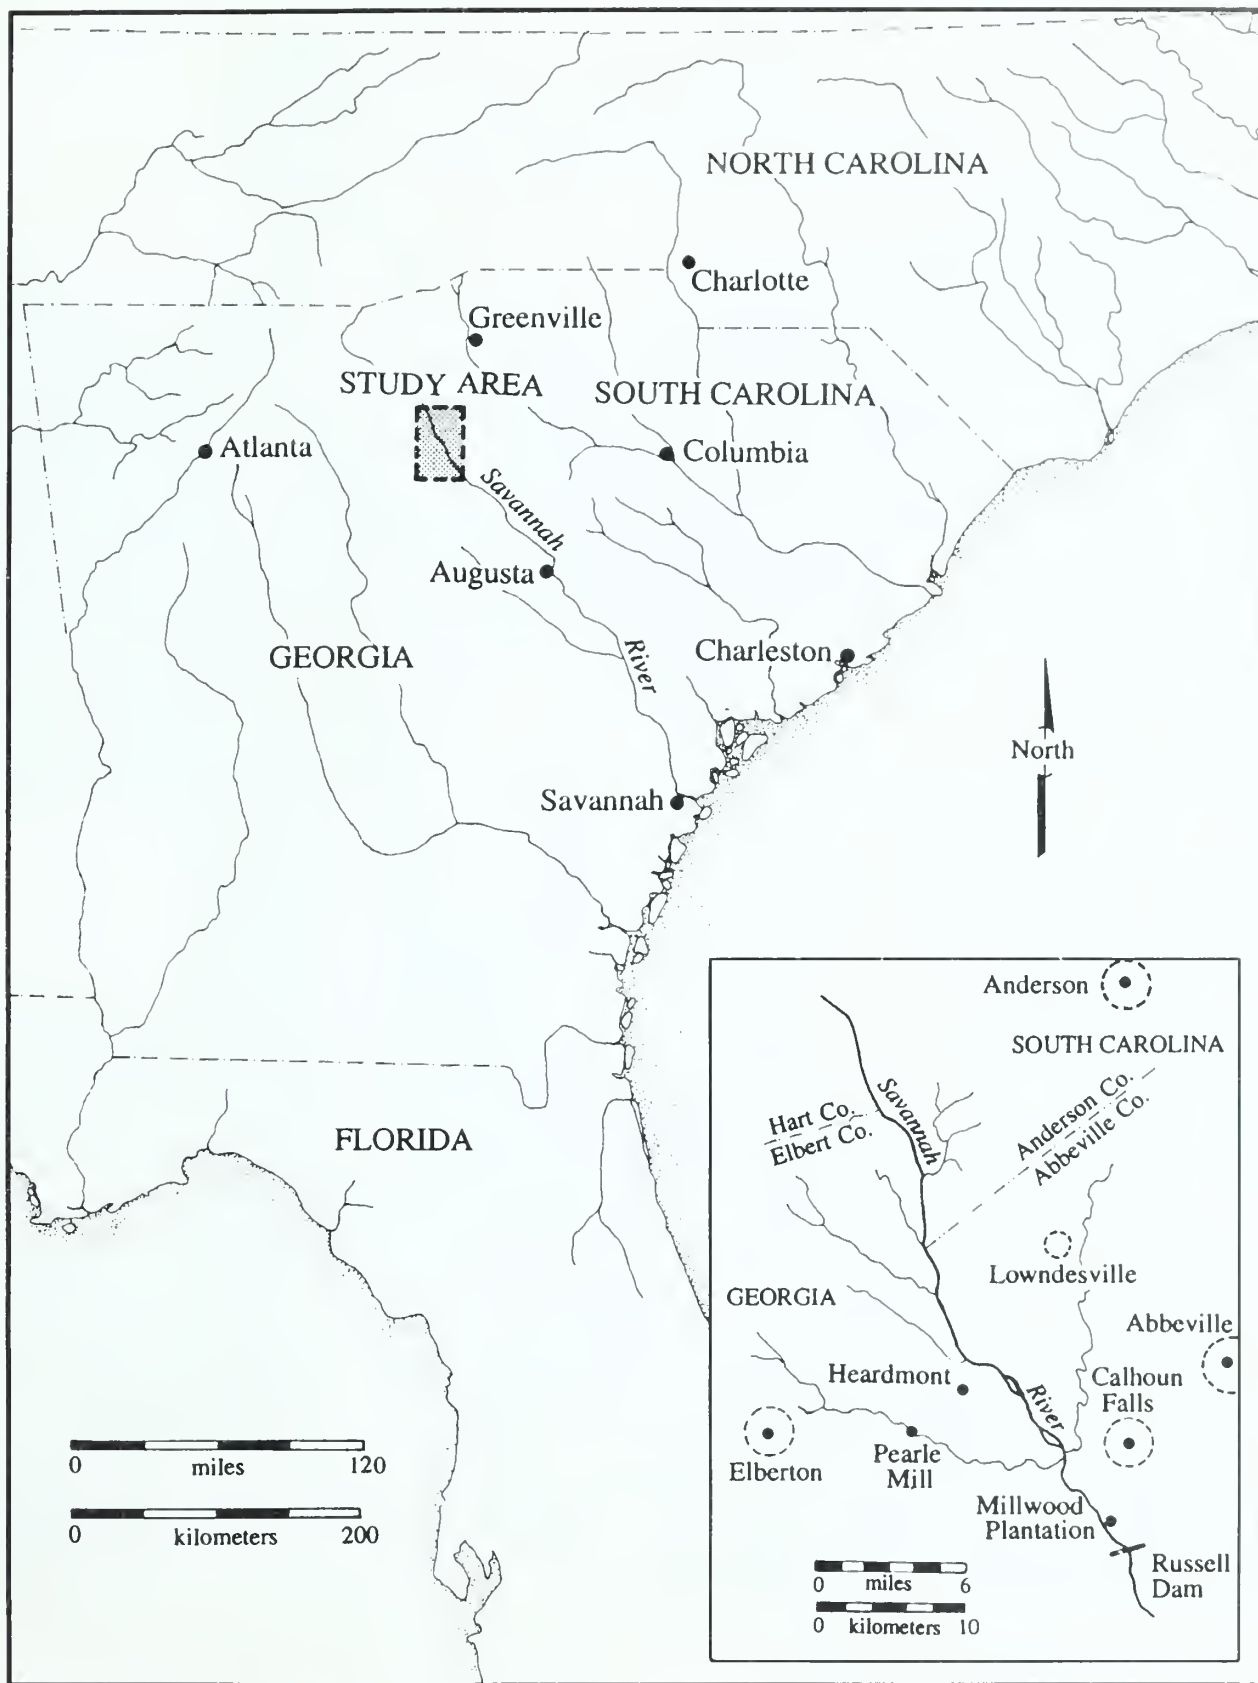 NORTH CAROLINA
Charlotte
Greenville
STUDY AREA
SOUTH CAROLINA
Atlanta
Columbia
Savannah
Augusta
GEORGIA
River
Charleston
North
Savannah
FLORIDA
0 120
miles
0 200
kilometers
Anderson
SOUTH CAROLINA
Savannah
Hart Co.
Elbert Co.
Anderson Co.
Abbeville Co.
Lowndesville
GEORGIA
Abbeville
Heardmont
Calhoun
Falls
River
Elberton
Pearle
Mill
Millwood
Plantation
Russell
Dam
0 miles 6
0 kilometers 10